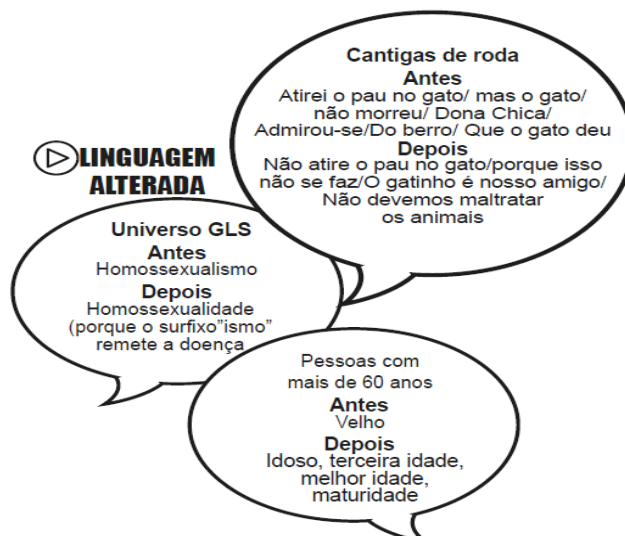 LINGUAGEM
ALTERADA
Cantigas de roda
Antes
Atirei o pau no gato/ mas o gato/
não morreu/ Dona Chica/
Admirou-se/Do berro/ Que o gato deu
Depois
Não atire o pau no gato/porque isso
não se faz/O gatinho é nosso amigo/
Não devemos maltratar
os animais
Universo GLS
Antes
Homossexualismo
Depois
Homossexualidade
(porque o surfixo"ismo"
remete a doença
Pessoas com
mais de 60 anos
Antes
Velho
Depois
Idoso, terceira idade,
melhor idade,
maturidade